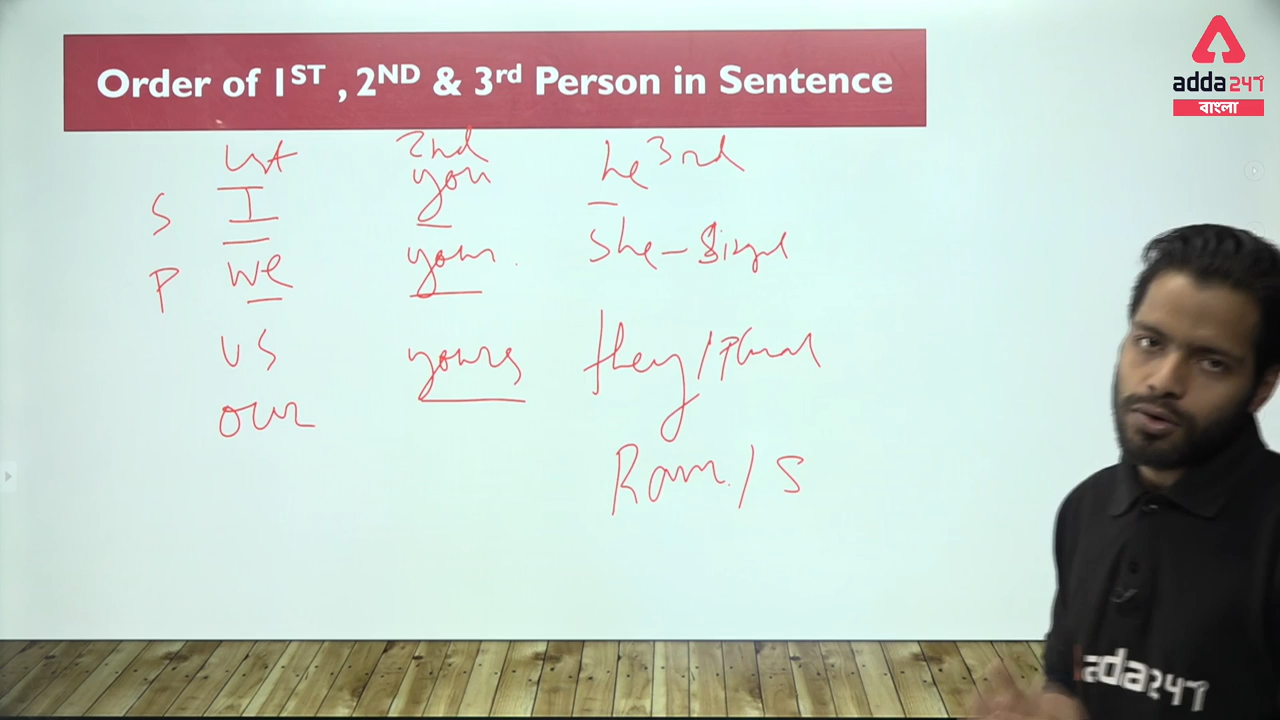 Order of 1ST , 2ND & 3rd Person in Sentence
adda247
বাংলা
1st 2nd 3rd
S I you he
P we your she - Singul
us yours they / Plural
our
Ram / S
adda247